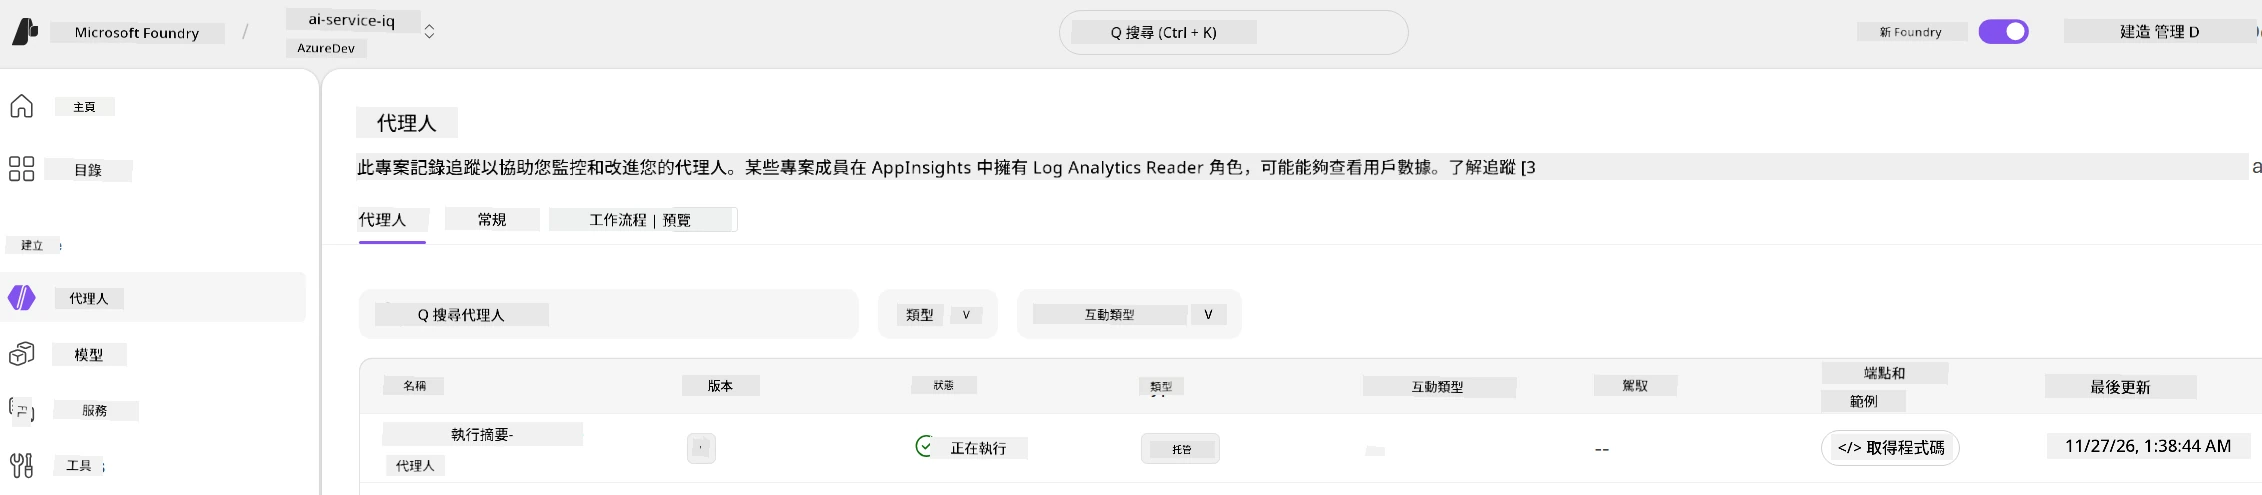 Microsoft Foundry
/
ai-service-iq
AzureDev
Q 搜尋 (Ctrl + K)
新 Foundry
建造 管理 D
主頁
目錄
建立
代理人
模型
服務
工具
代理人
此專案記錄追蹤以協助您監控和改進您的代理人。某些專案成員在 AppInsights 中擁有 Log Analytics Reader 角色，可能能夠查看用戶數據。了解追蹤 [3
代理人 常規 工作流程 | 預覽
Q 搜尋代理人 類型 V 互動類型 V
名稱 版本 狀態 類型 互動類型 駕馭 端點和
範例 最後更新
執行摘要-
代理人 正在執行 托管 -- </> 取得程式碼 11/27/26, 1:38:44 AM